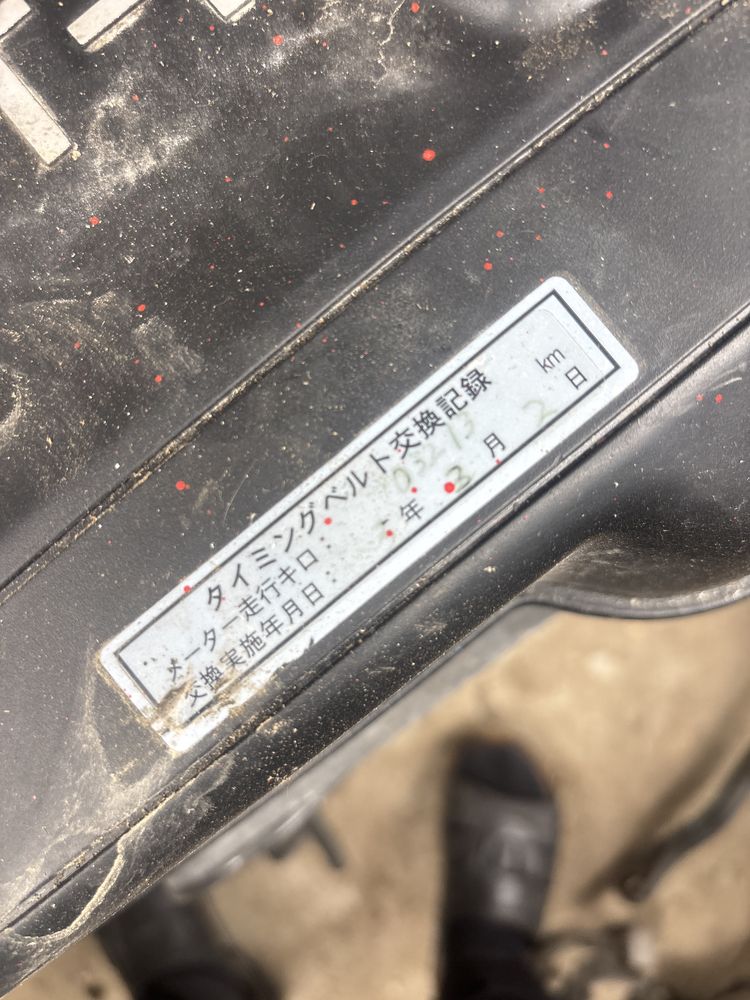 タイミングベルト交換記録
メーター走行キロ： km
交換実施年月日： 年 3 月 2 日